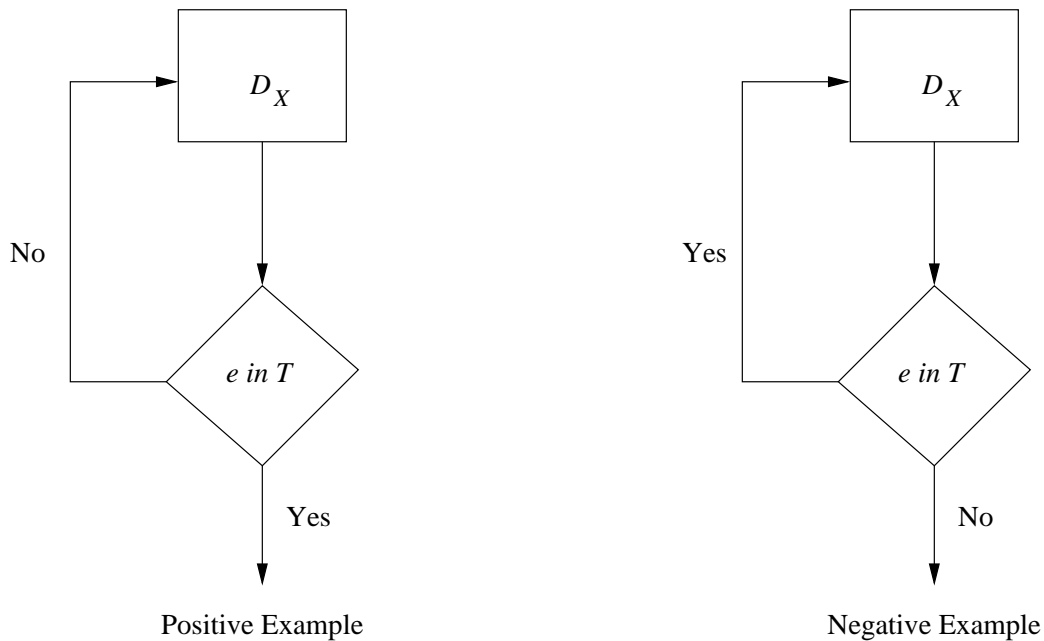 D_X
No
e in T
Yes
Positive Example
D_X
Yes
e in T
No
Negative Example